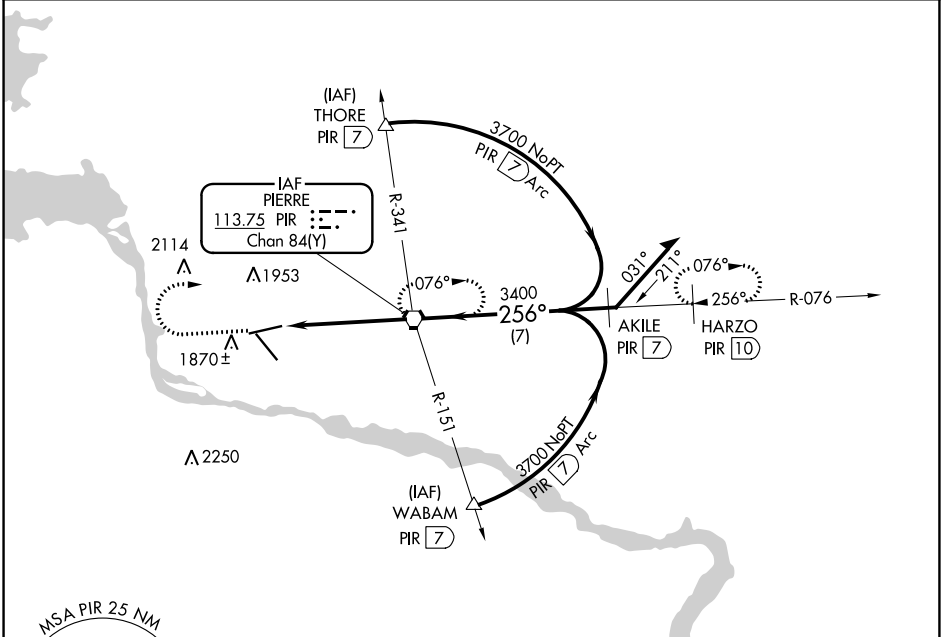 (IAF)
THORE
PIR 7
3700 NoPT
PIR 7 Arc
IAF
PIERRE
113.75 PIR
Chan 84(Y)
R-341
2114
1953
076°
3400
256°
(7)
031°
211°
076°
256°
R-076
AKILE
PIR 7
HARZO
PIR 10
1870±
R-151
2250
3700 NoPT
PIR 7 Arc
(IAF)
WABAM
PIR 7
MSA PIR 25 NM